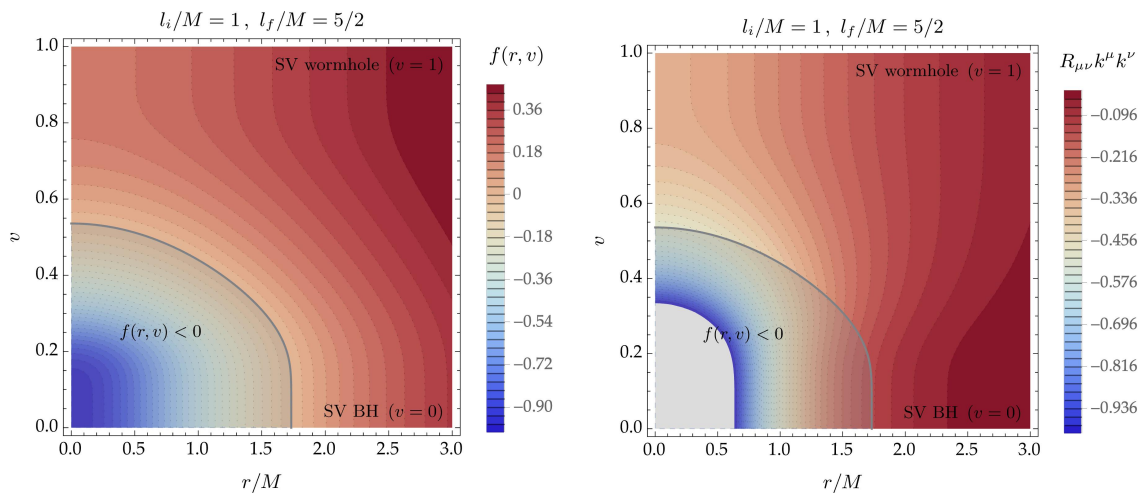 l_i/M = 1 , l_f/M = 5/2
f(r, v)
SV wormhole (v = 1)
f(r, v) < 0
SV BH (v = 0)
1.0
0.8
0.6
0.4
0.2
0.0
v
0.0 0.5 1.0 1.5 2.0 2.5 3.0
r/M
0.36
0.18
0
−0.18
−0.36
−0.54
−0.72
−0.90
l_i/M = 1 , l_f/M = 5/2
R_{μν}k^μk^ν
SV wormhole (v = 1)
f(r, v) < 0
SV BH (v = 0)
1.0
0.8
0.6
0.4
0.2
0.0
v
0.0 0.5 1.0 1.5 2.0 2.5 3.0
r/M
−0.096
−0.216
−0.336
−0.456
−0.576
−0.696
−0.816
−0.936